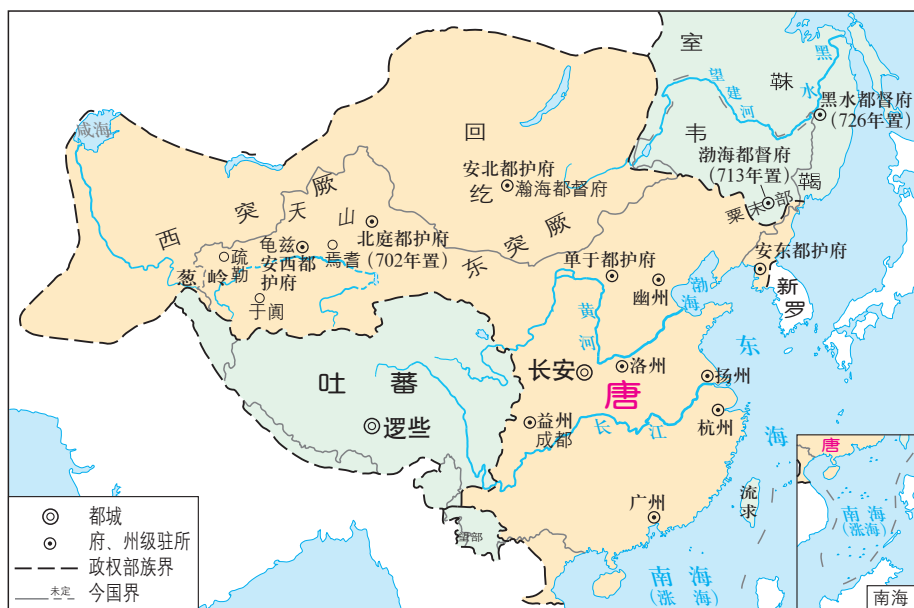 室
韦
靺
鞨
黑
水
望
建
河
黑水都督府
(726年置)
渤海都督府
(713年置)
粟末部
咸海
回
纥
安北都护府
瀚海都督府
西 突 厥
天 山
东 突 厥
北庭都护府
(702年置)
龟兹
安西都
护府
焉耆
疏
勒
葱 岭
于阗
单于都护府
幽州
安东都护府
新
罗
渤
海
黄
河
长安
洛州
唐
扬州
杭州
东
海
吐 蕃
逻些
益州
成都
长 江
广州
流
求
南 海
(涨 海)
唐
南 海
(涨海)
南海
都城
府、州级驻所
政权部族界
未定
今国界